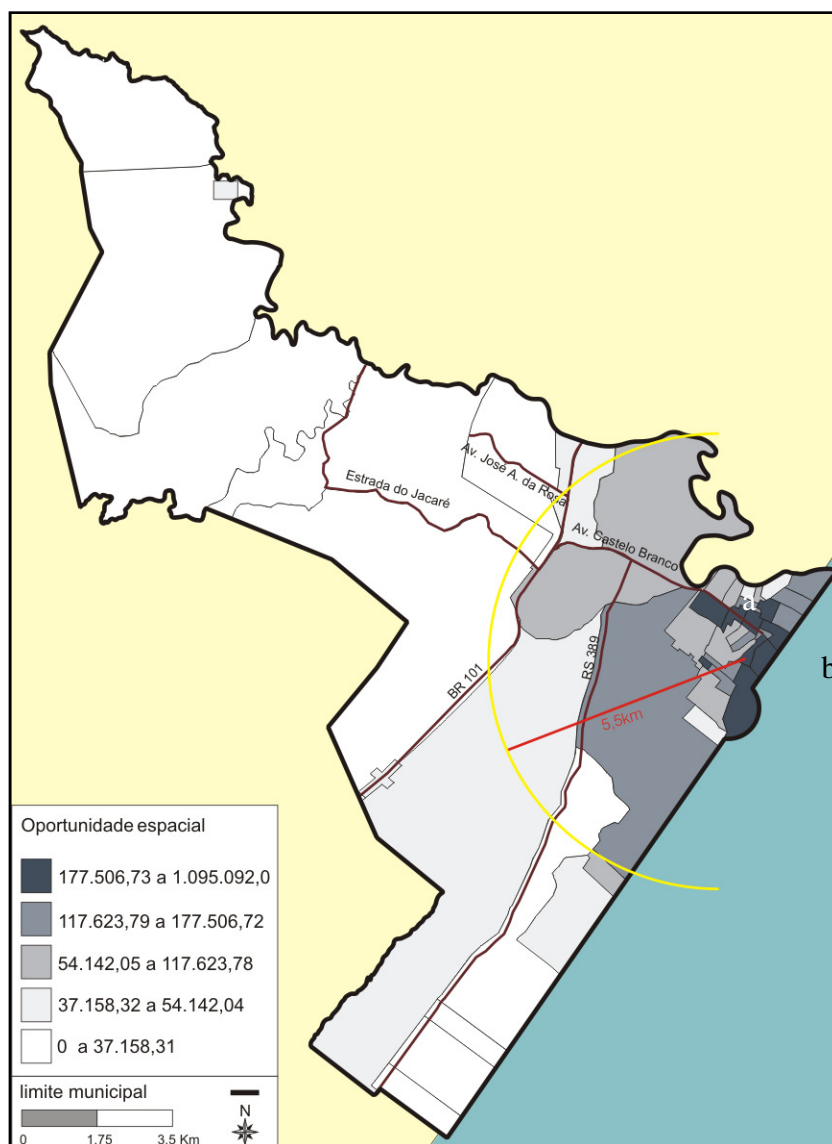 Av. José A. da Rosa
Estrada do Jacaré
Av. Castelo Branco
a
RS 389
BR 101
b
5,5km
Oportunidade espacial
177.506,73 a 1.095.092,0
117.623,79 a 177.506,72
54.142,05 a 117.623,78
37.158,32 a 54.142,04
0 a 37.158,31
limite municipal
N
0 1.75 3.5 Km